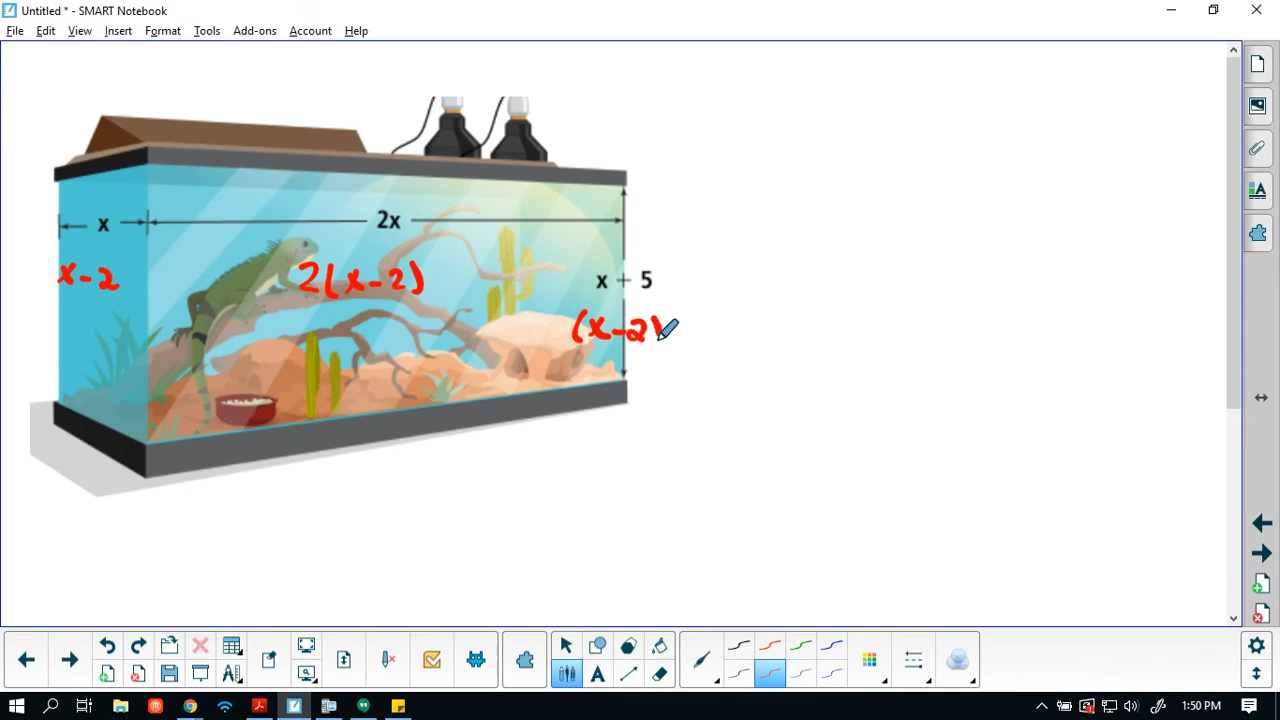 Untitled * - SMART Notebook
File Edit View Insert Format Tools Add-ons Account Help
x
2x
x + 5
x-2
2(x-2)
(x-2)
1:50 PM